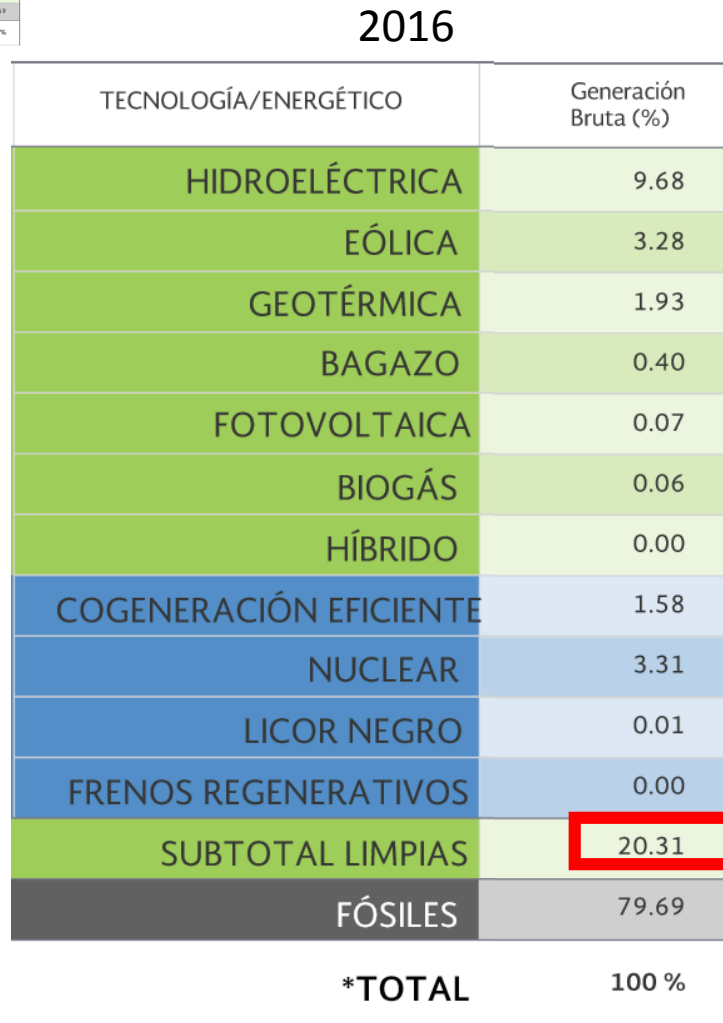 2016
TECNOLOGÍA/ENERGÉTICO Generación
Bruta (%)
HIDROELÉCTRICA 9.68
EÓLICA 3.28
GEOTÉRMICA 1.93
BAGAZO 0.40
FOTOVOLTAICA 0.07
BIOGÁS 0.06
HÍBRIDO 0.00
COGENERACIÓN EFICIENTE 1.58
NUCLEAR 3.31
LICOR NEGRO 0.01
FRENOS REGENERATIVOS 0.00
SUBTOTAL LIMPIAS 20.31
FÓSILES 79.69
*TOTAL 100 %